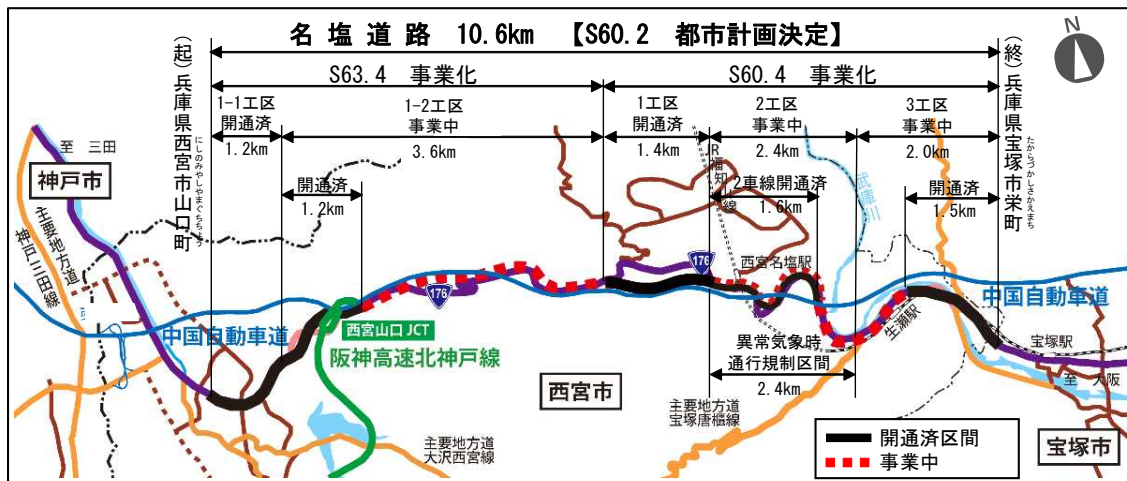 名塩道路 10.6km 【S60.2 都市計画決定】
N
S63.4 事業化
S60.4 事業化
(起)兵庫県西宮市山口町
にしのみやしやまぐちちょう
(終)兵庫県宝塚市栄町
たからづかしさかえまち
1-1工区
開通済
1.2km
1-2工区
事業中
3.6km
1工区
開通済
1.4km
2工区
事業中
2.4km
3工区
事業中
2.0km
開通済
1.2km
2車線開通済
1.6km
開通済
1.5km
至 三田
神戸市
主要地方道
神戸三田線
R福知
線
武庫川
176
176
西宮名塩駅
生瀬駅
宝塚駅
至 大阪
中国自動車道
中国自動車道
西宮山口 JCT
阪神高速北神戸線
異常気象時
通行規制区間
2.4km
西宮市
主要地方道
宝塚唐櫃線
主要地方道
大沢西宮線
宝塚市
開通済区間
事業中